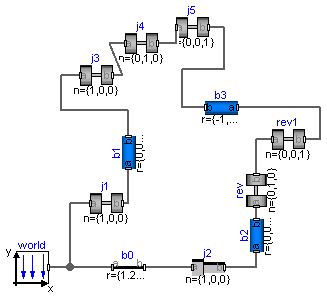 j4
j5
n={0,1,0}
n={0,0,1}
j3
n={1,0,0}
b3
r={-1,...
rev1
n={0,0,1}
b1
r={0,0...
a
b
j1
n={1,0,0}
rev
n={0,1,0}
b2
r={0,0...
y
world
x
b0
r={1.2...
j2
n={1,0,0}